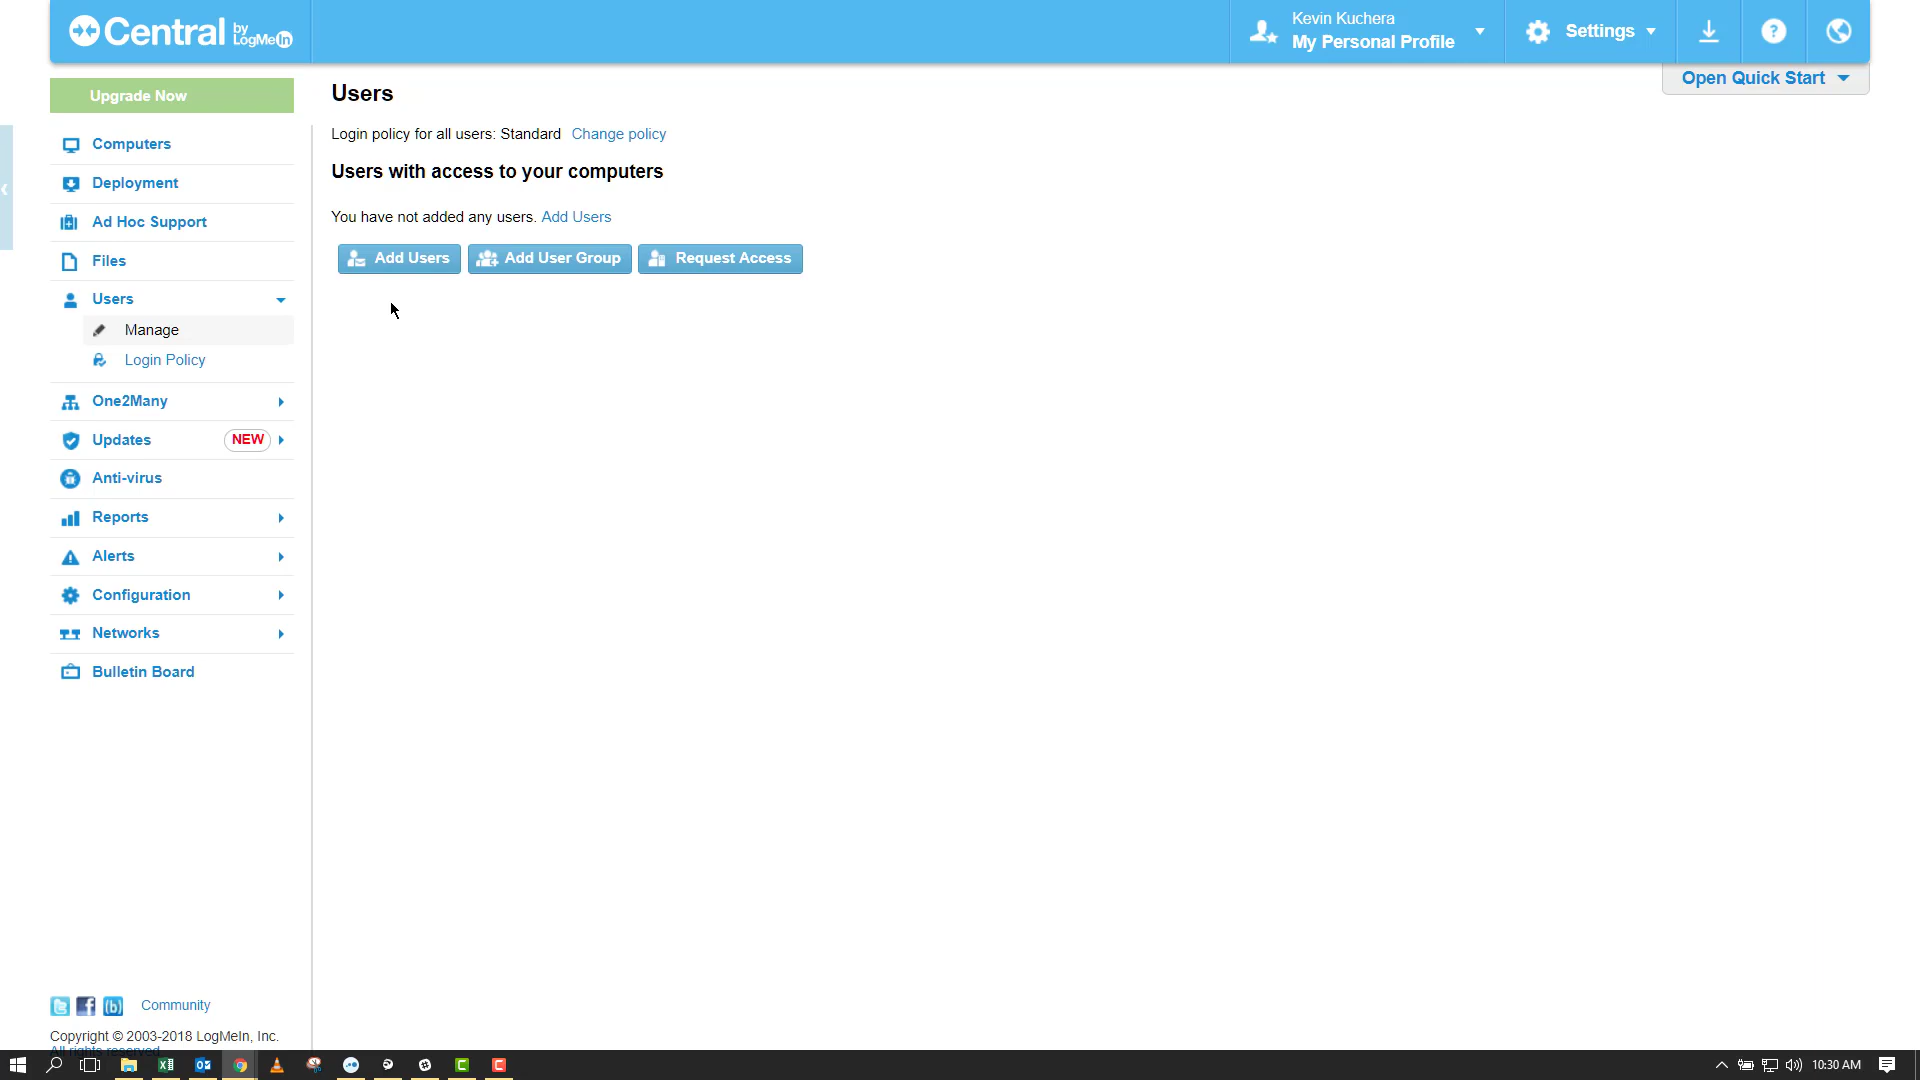 Central by LogMeIn
Kevin Kuchera
My Personal Profile
Settings
?
Open Quick Start
Upgrade Now
Computers
Deployment
Ad Hoc Support
Files
Users
Manage
Login Policy
One2Many
Updates NEW
Anti-virus
Reports
Alerts
Configuration
Networks
Bulletin Board
Users
Login policy for all users: Standard Change policy
Users with access to your computers
You have not added any users. Add Users
Add Users Add User Group Request Access
Community
Copyright © 2003-2018 LogMeIn, Inc.
All rights reserved
10:30 AM